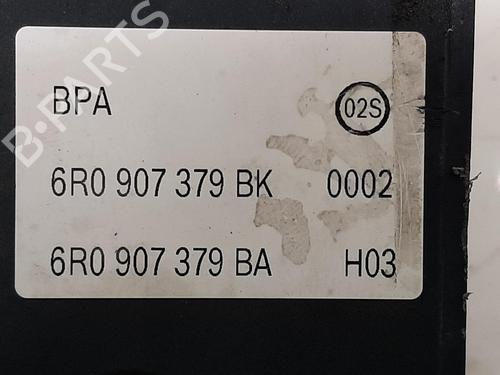 B-PARTS
BPA 02S
6R0 907 379 BK 0002
6R0 907 379 BA H03